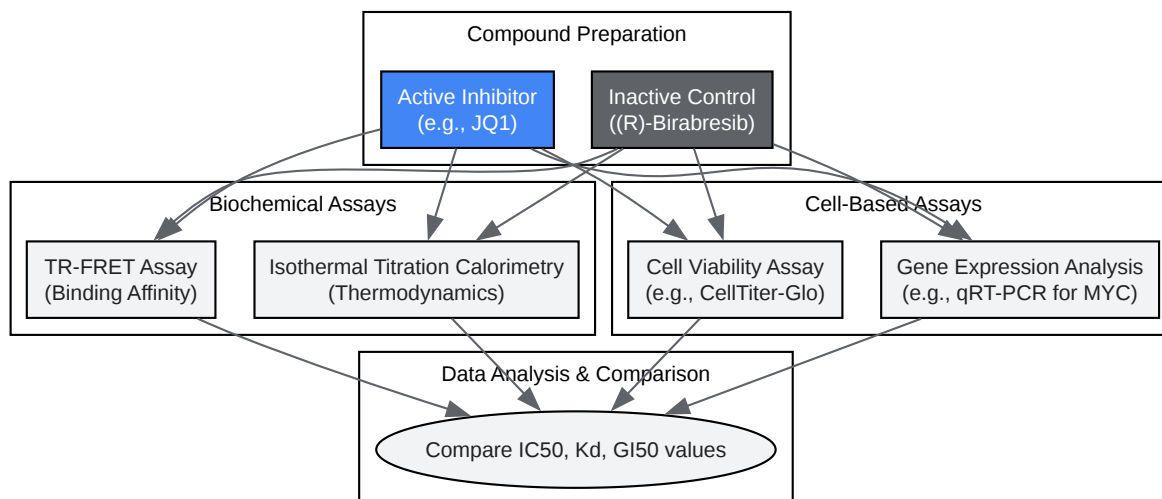 Compound Preparation
Active Inhibitor
(e.g., JQ1)
Inactive Control
((R)-Birabresib)
Biochemical Assays
TR-FRET Assay
(Binding Affinity)
Isothermal Titration Calorimetry
(Thermodynamics)
Cell-Based Assays
Cell Viability Assay
(e.g., CellTiter-Glo)
Gene Expression Analysis
(e.g., qRT-PCR for MYC)
Data Analysis & Comparison
Compare IC50, Kd, GI50 values